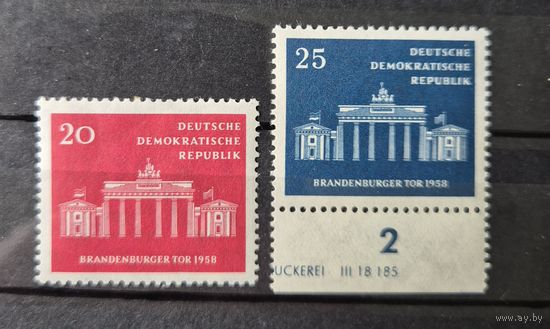 20
DEUTSCHE
DEMOKRATISCHE
REPUBLIK
BRANDENBURGER TOR 1958
25
DEUTSCHE
DEMOKRATISCHE
REPUBLIK
BRANDENBURGER TOR 1958
2
UCKEREI III 18 185
www.ay.by